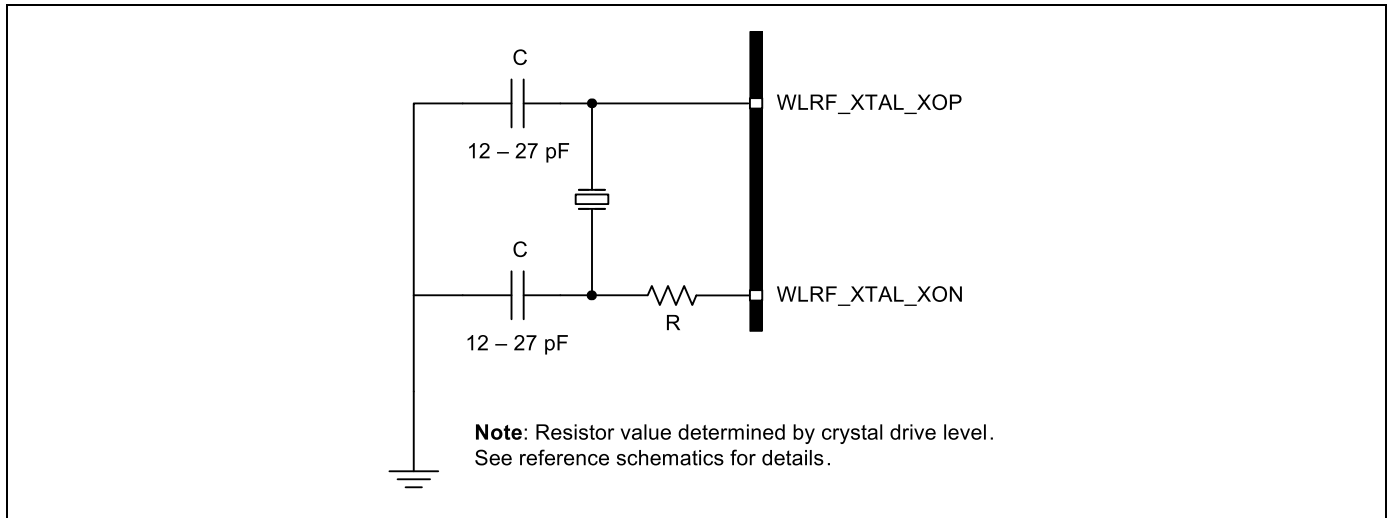 C
WLRF_XTAL_XOP
12 – 27 pF
C
WLRF_XTAL_XON
R
12 – 27 pF
Note: Resistor value determined by crystal drive level.
See reference schematics for details.